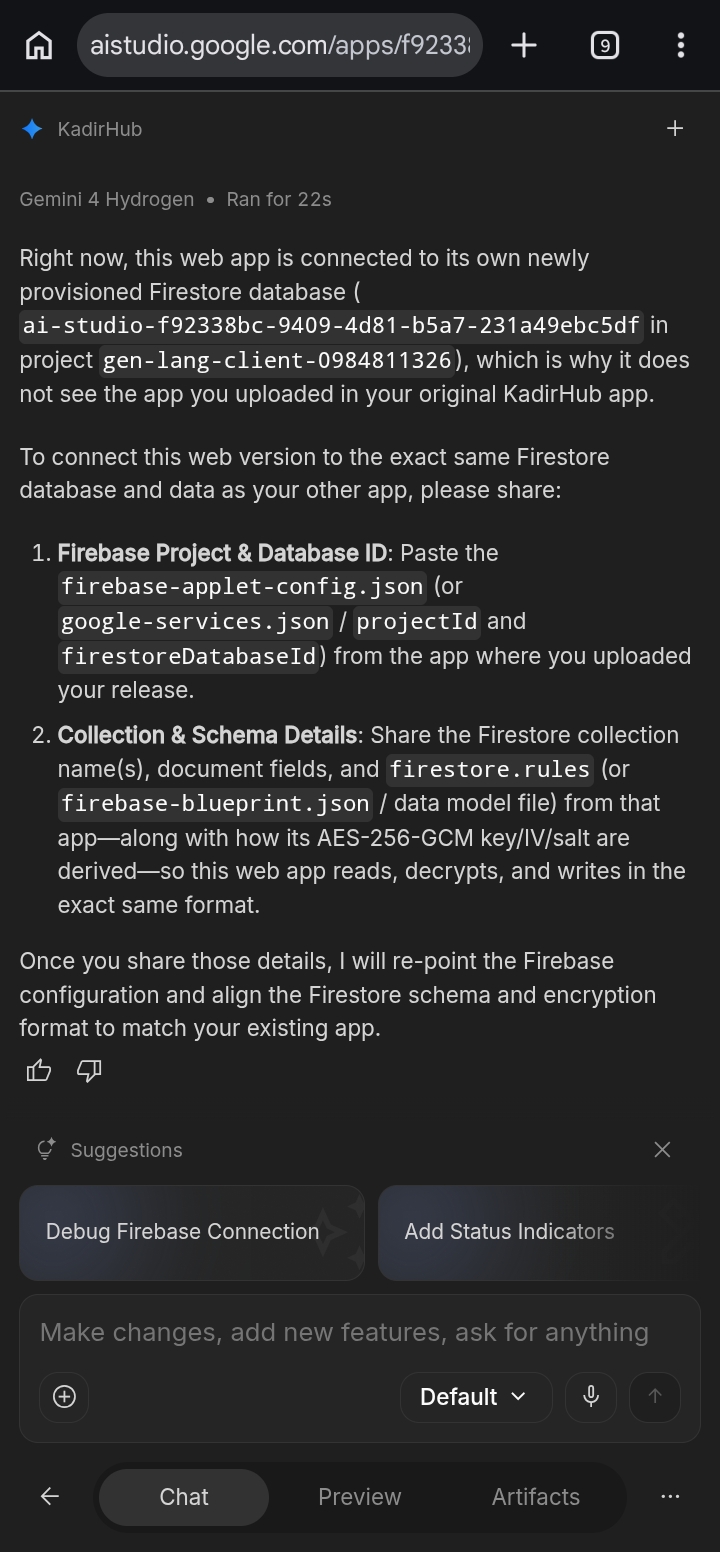 aistudio.google.com/apps/f9233
9
KadirHub
Gemini 4 Hydrogen • Ran for 22s
Right now, this web app is connected to its own newly
provisioned Firestore database (
ai-studio-f92338bc-9409-4d81-b5a7-231a49ebc5df in
project gen-lang-client-0984811326), which is why it does
not see the app you uploaded in your original KadirHub app.
To connect this web version to the exact same Firestore
database and data as your other app, please share:
1. Firebase Project & Database ID: Paste the
firebase-applet-config.json (or
google-services.json / projectId and
firestoreDatabaseId) from the app where you uploaded
your release.
2. Collection & Schema Details: Share the Firestore collection
name(s), document fields, and firestore.rules (or
firebase-blueprint.json / data model file) from that
app—along with how its AES-256-GCM key/IV/salt are
derived—so this web app reads, decrypts, and writes in the
exact same format.
Once you share those details, I will re-point the Firebase
configuration and align the Firestore schema and encryption
format to match your existing app.
Suggestions
Debug Firebase Connection
Add Status Indicators
Make changes, add new features, ask for anything
Default
Chat
Preview
Artifacts